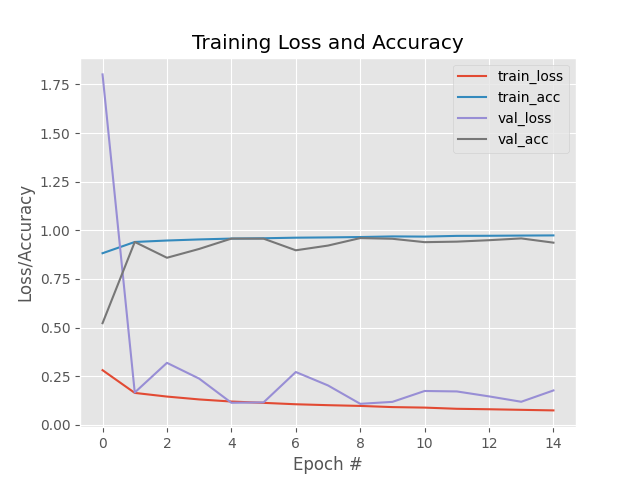 Training Loss and Accuracy
train_loss
train_acc
val_loss
val_acc
Loss/Accuracy
1.75
1.50
1.25
1.00
0.75
0.50
0.25
0.00
0 2 4 6 8 10 12 14
Epoch #